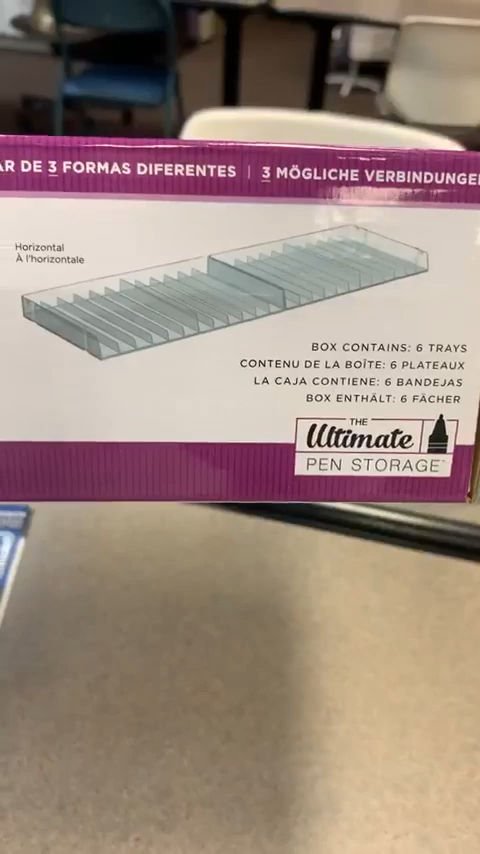 AR DE 3 FORMAS DIFERENTES | 3 MÖGLICHE VERBINDUNGEN
Horizontal
À l'horizontale
BOX CONTAINS: 6 TRAYS
CONTENU DE LA BOÎTE: 6 PLATEAUX
LA CAJA CONTIENE: 6 BANDEJAS
BOX ENTHÄLT: 6 FÄCHER
THE
Ultimate
PEN STORAGE